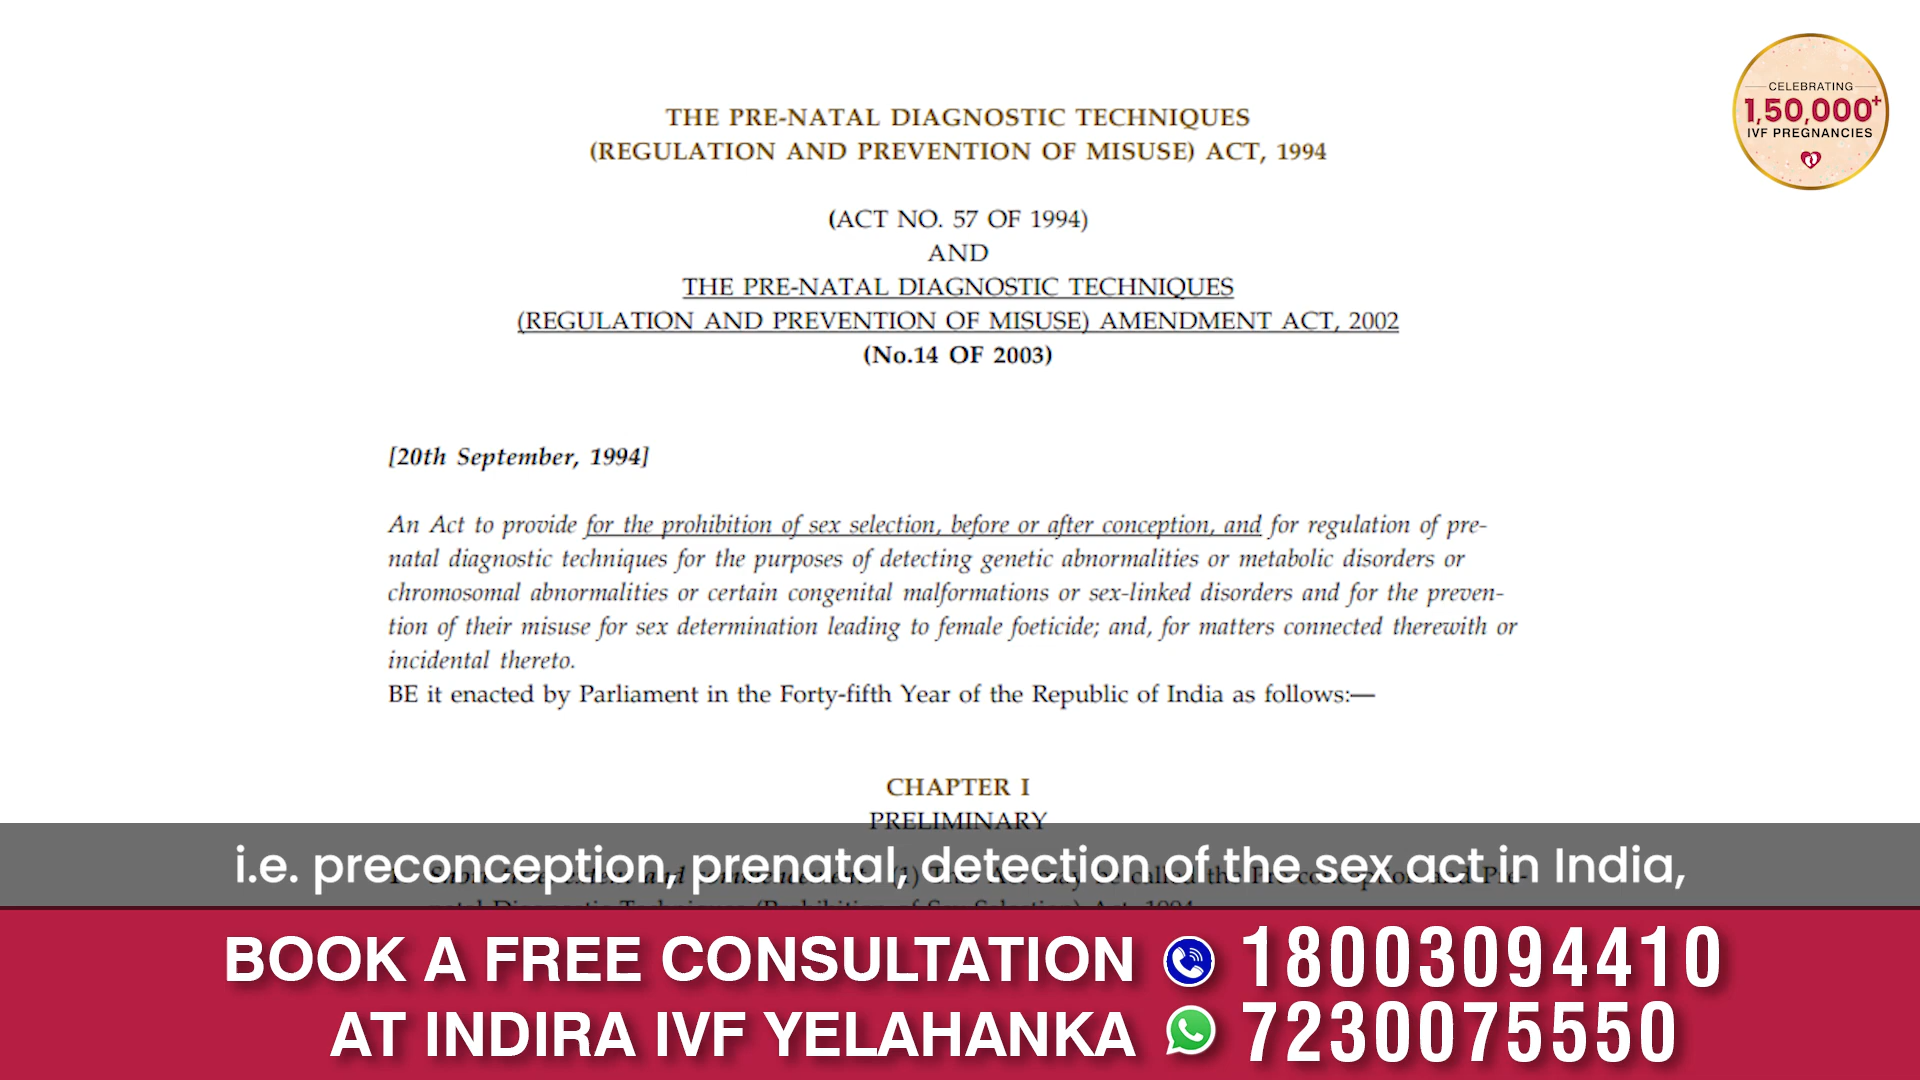 THE PRE-NATAL DIAGNOSTIC TECHNIQUES
(REGULATION AND PREVENTION OF MISUSE) ACT, 1994
CELEBRATING
1,50,000+
IVF PREGNANCIES
(ACT NO. 57 OF 1994)
AND
THE PRE-NATAL DIAGNOSTIC TECHNIQUES
(REGULATION AND PREVENTION OF MISUSE) AMENDMENT ACT, 2002
(No.14 OF 2003)
[20th September, 1994]
An Act to provide for the prohibition of sex selection, before or after conception, and for regulation of pre-
natal diagnostic techniques for the purposes of detecting genetic abnormalities or metabolic disorders or
chromosomal abnormalities or certain congenital malformations or sex-linked disorders and for the preven-
tion of their misuse for sex determination leading to female foeticide; and, for matters connected therewith or
incidental thereto.
BE it enacted by Parliament in the Forty-fifth Year of the Republic of India as follows:—
CHAPTER I
PRELIMINARY
i.e. preconception, prenatal, detection of the sex act in India,
BOOK A FREE CONSULTATION 18003094410
AT INDIRA IVF YELAHANKA 7230075550